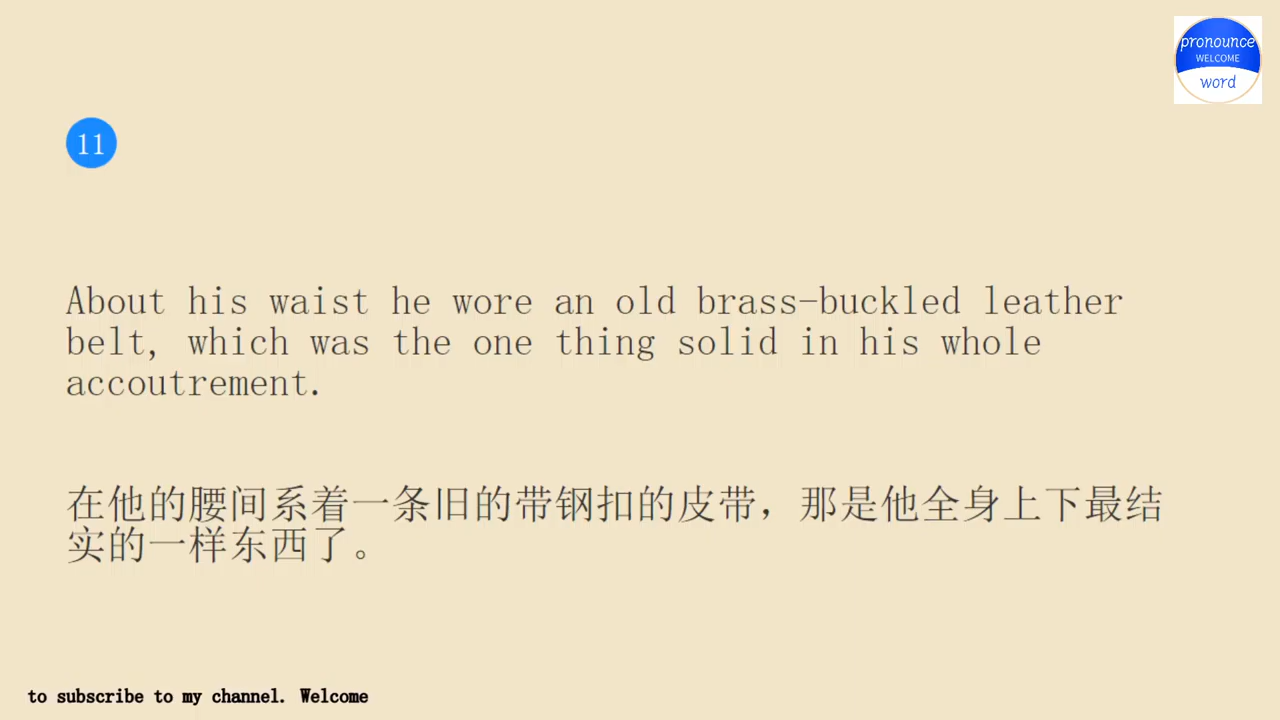 pronounce
WELCOME
word
11
About his waist he wore an old brass-buckled leather
belt, which was the one thing solid in his whole
accoutrement.
在他的腰间系着一条旧的带钢扣的皮带，那是他全身上下最结
实的一样东西了。
to subscribe to my channel. Welcome